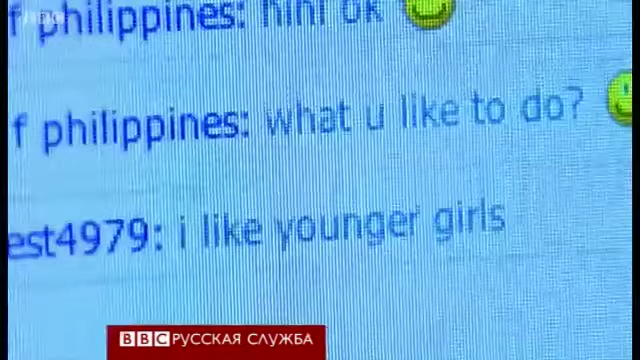 f philippines: hihi ok
f philippines: what u like to do?
est4979: i like younger girls
BBC РУССКАЯ СЛУЖБА